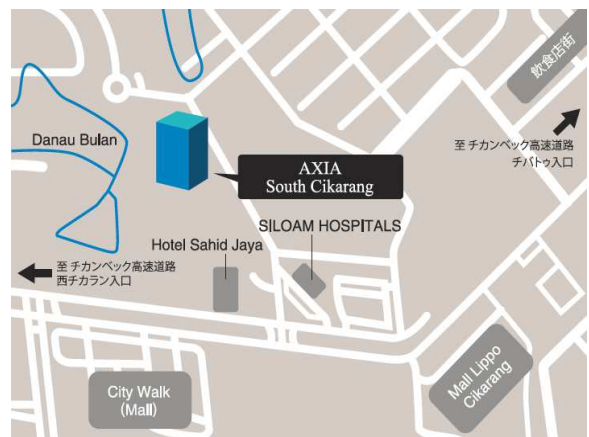 飲食店街
至 チカンペック高速道路
チバトゥ入口
Danau Bulan
AXIA
South Cikarang
SILOAM HOSPITALS
Hotel Sahid Jaya
至 チカンペック高速道路
西チカラン入口
Mall Lippo
Cikarang
City Walk
(Mall)